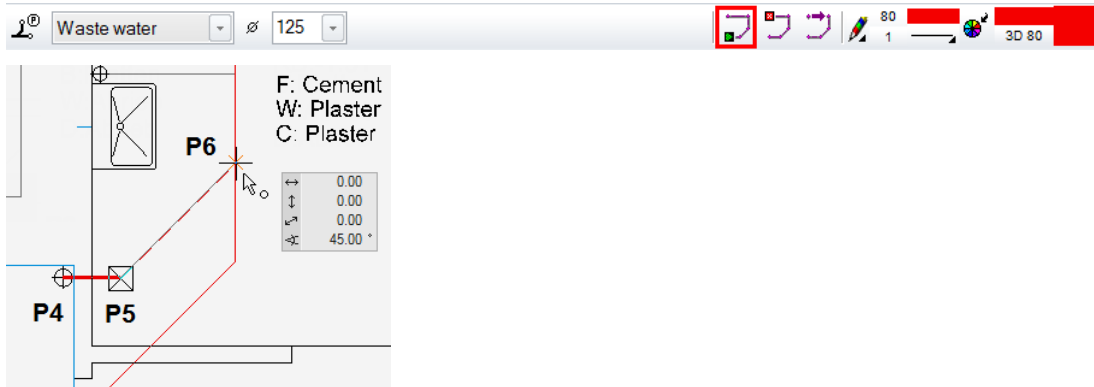 Waste water ø 125 80
1 3D 80
F: Cement
W: Plaster
C: Plaster
P6
0.00
0.00
0.00
45.00 °
P4 P5